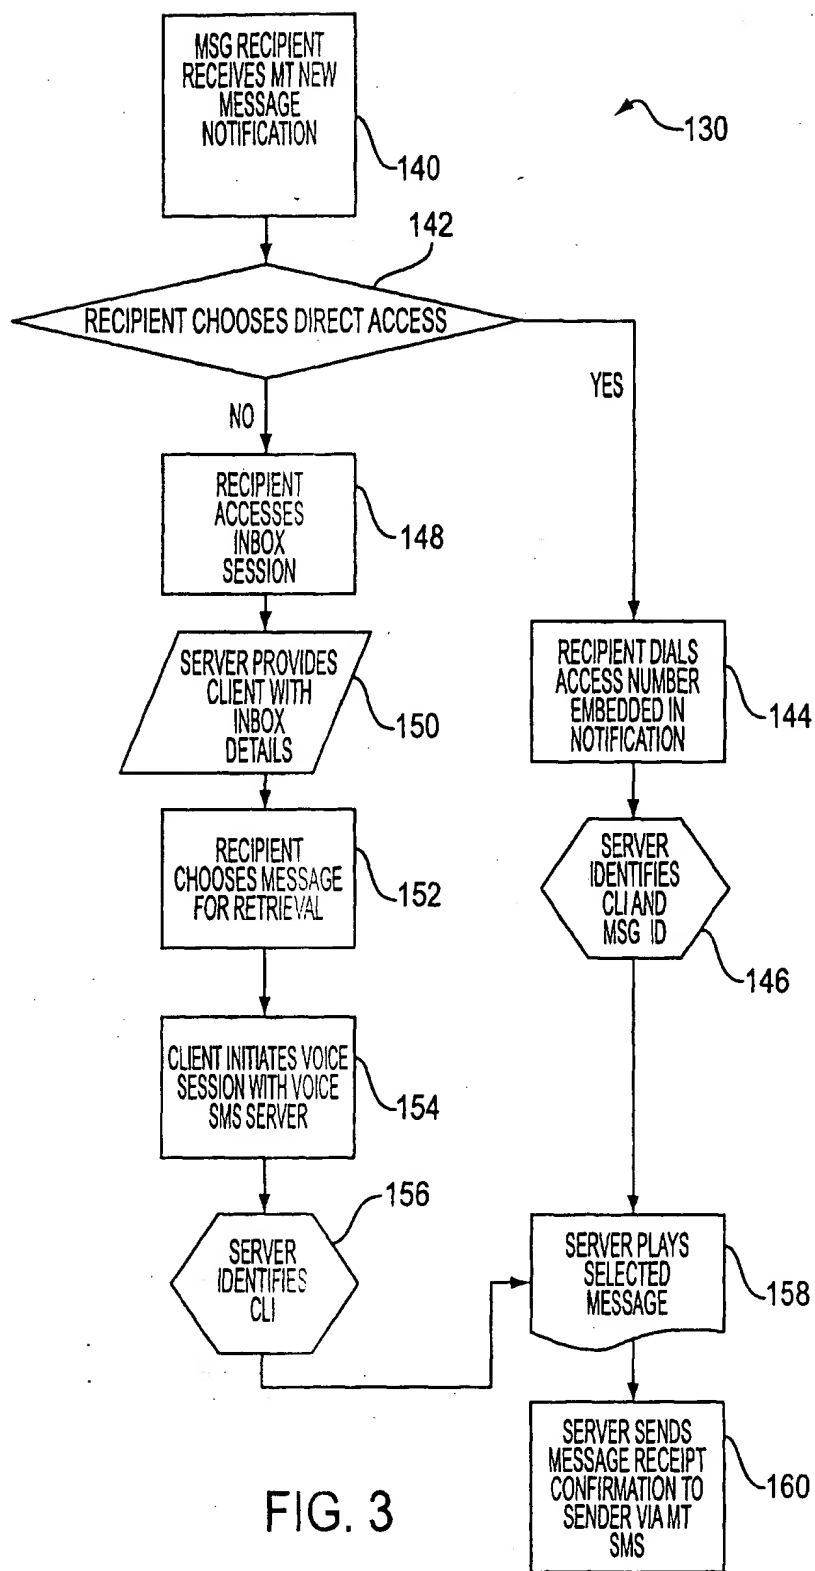 MSG RECIPIENT
RECEIVES MT NEW
MESSAGE
NOTIFICATION
140
130
142
RECIPIENT CHOOSES DIRECT ACCESS
NO
YES
RECIPIENT
ACCESSES
INBOX
SESSION
148
SERVER PROVIDES
CLIENT WITH
INBOX
DETAILS
150
RECIPIENT
CHOOSES MESSAGE
FOR RETRIEVAL
152
CLIENT INITIATES VOICE
SESSION WITH VOICE
SMS SERVER
154
156
SERVER
IDENTIFIES
CLI
RECIPIENT DIALS
ACCESS NUMBER
EMBEDDED IN
NOTIFICATION
144
SERVER
IDENTIFIES
CLI AND
MSG ID
146
SERVER PLAYS
SELECTED
MESSAGE
158
SERVER SENDS
MESSAGE RECEIPT
CONFIRMATION TO
SENDER VIA MT
SMS
160
FIG. 3